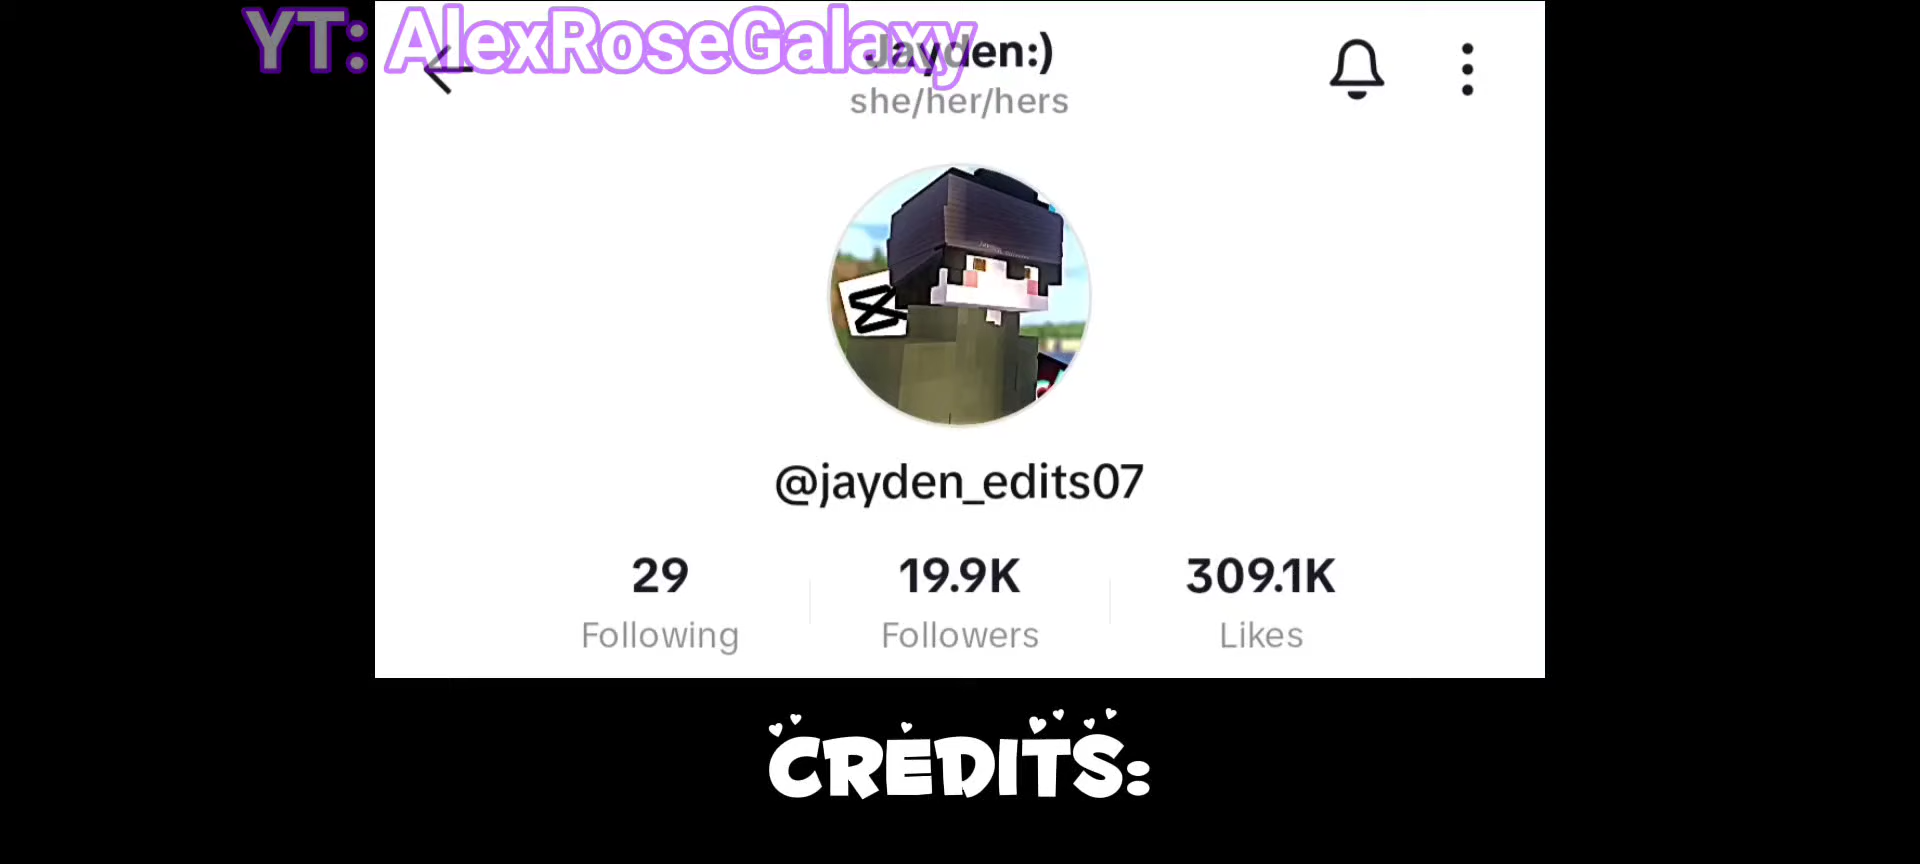 YT: AlexRoseGalaxy
Jayden:)
she/her/hers
@jayden_edits07
29
19.9K
309.1K
Following
Followers
Likes
CREDITS: